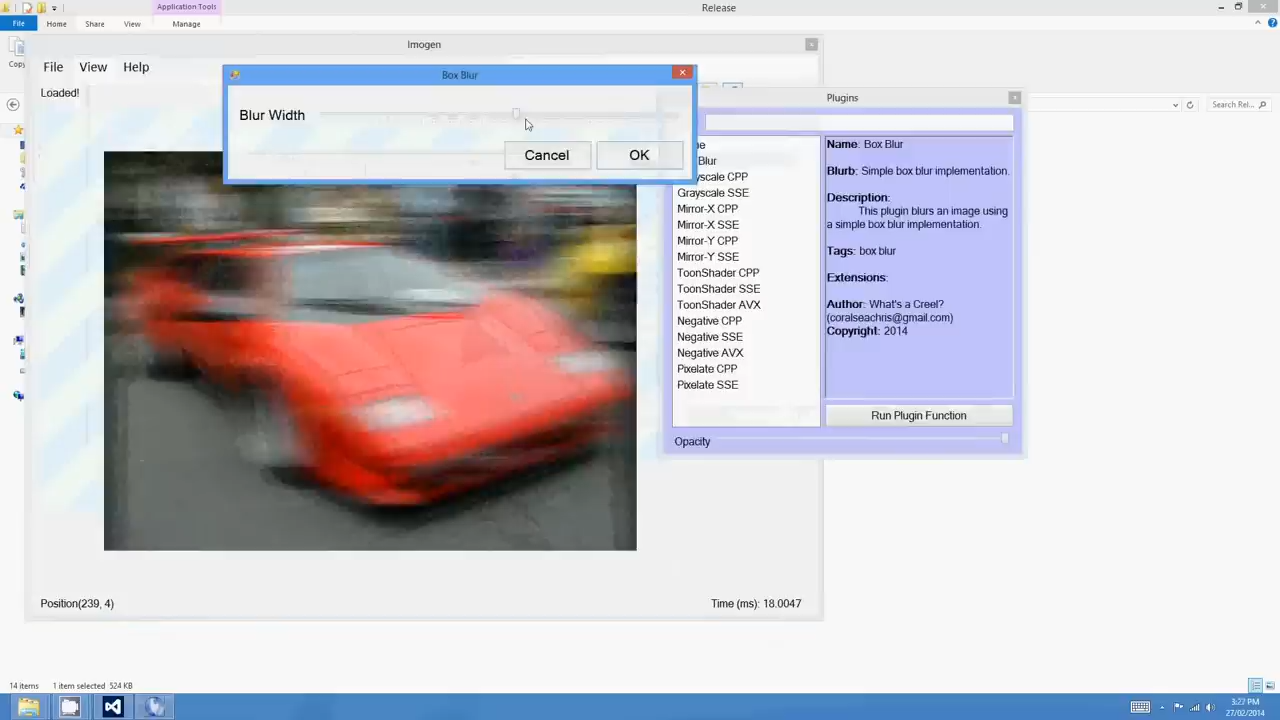 Application Tools
Release
File
Home
Share
View
Manage
Copy
Imogen
File
View
Help
Loaded!
Box Blur
Blur Width
Cancel
OK
Plugins
Search Rel...
Blur
Grayscale SSE
Mirror-X CPP
Mirror-X SSE
Mirror-Y CPP
Mirror-Y SSE
ToonShader CPP
ToonShader SSE
ToonShader AVX
Negative CPP
Negative SSE
Negative AVX
Pixelate CPP
Pixelate SSE
Name: Box Blur
Blurb: Simple box blur implementation.
Description:
This plugin blurs an image using
a simple box blur implementation.
Tags: box blur
Extensions:
Author: What's a Creel?
(coralseachris@gmail.com)
Copyright: 2014
Run Plugin Function
Opacity
Position(239, 4)
Time (ms): 18.0047
14 items
1 item selected 524 KB
3:27 PM
27/02/2014